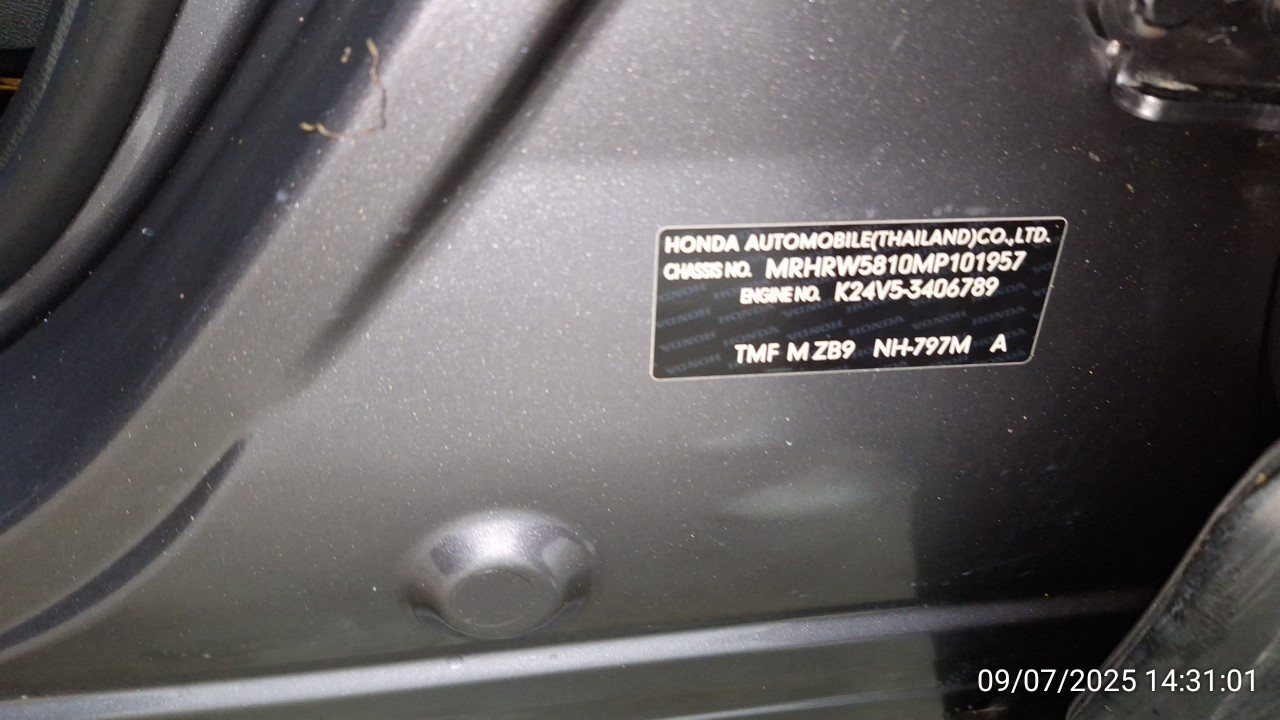 HONDA AUTOMOBILE(THAILAND)CO.,LTD.
CHASSIS NO. MRHRW5810MP101957
ENGINE NO. K24V5-3406789
TMF M ZB9 NH-797M A
09/07/2025 14:31:01